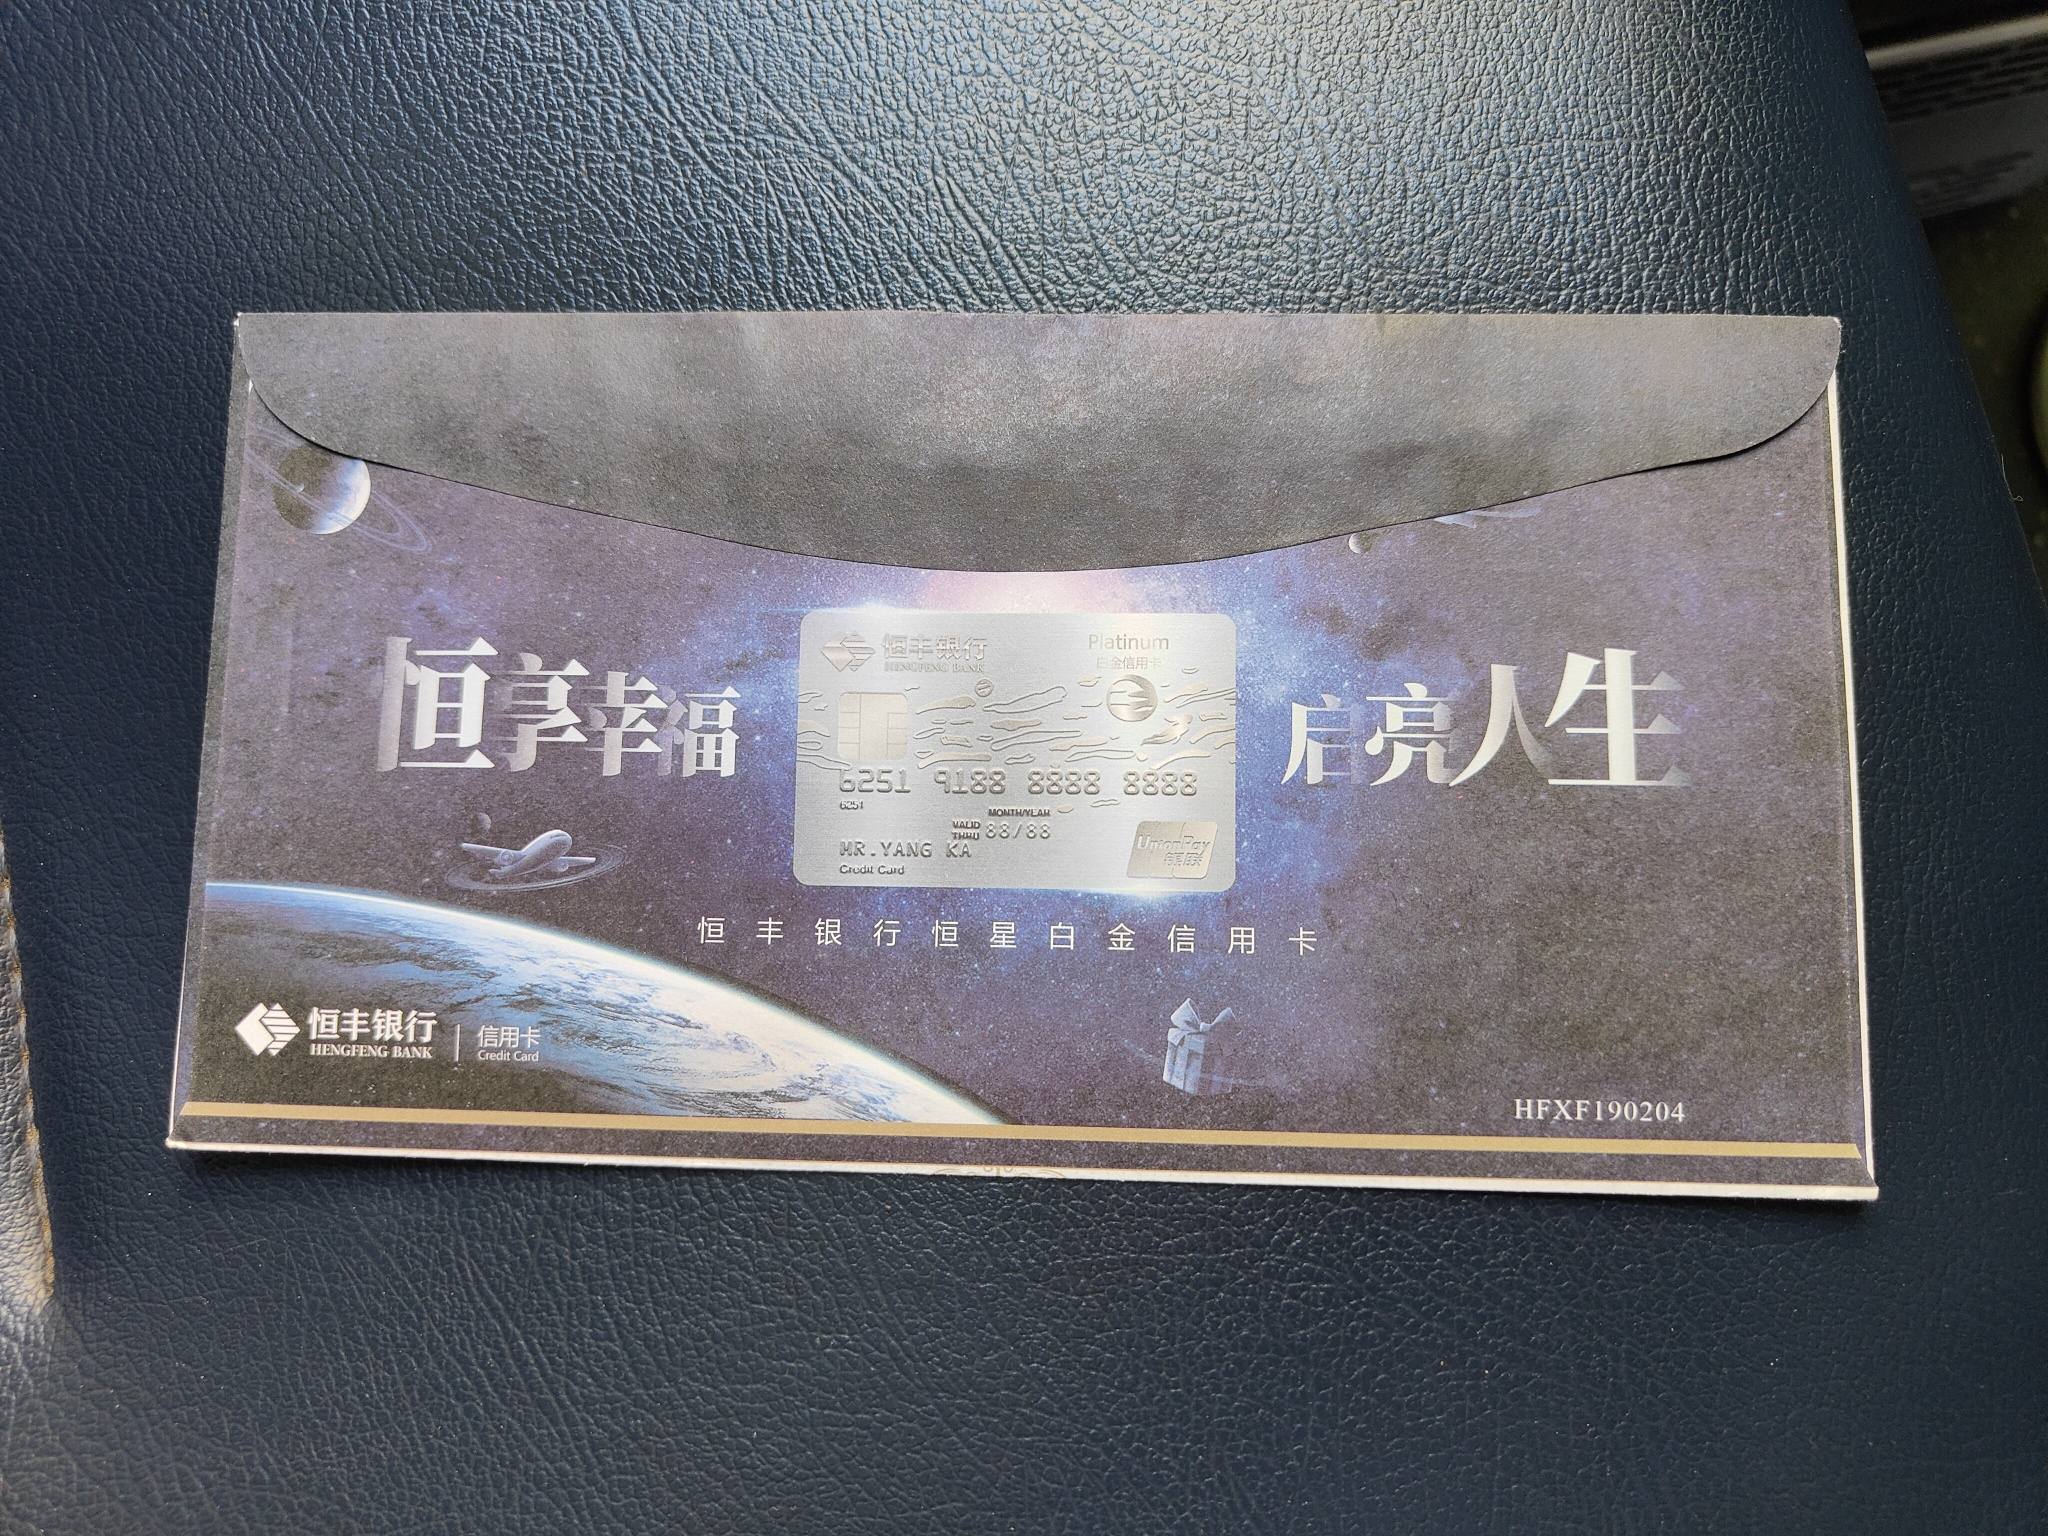 恒享幸福
恒丰银行
HENGFENG BANK
Platinum
白金信用卡
6251 9188 8888 8888
6251
MONTH/YEAR
VALID THRU 88/88
MR.YANG KA
Credit Card
UnionPay
银联
启亮人生
恒丰银行恒星白金信用卡
恒丰银行
HENGFENG BANK
信用卡
Credit Card
HFXF190204